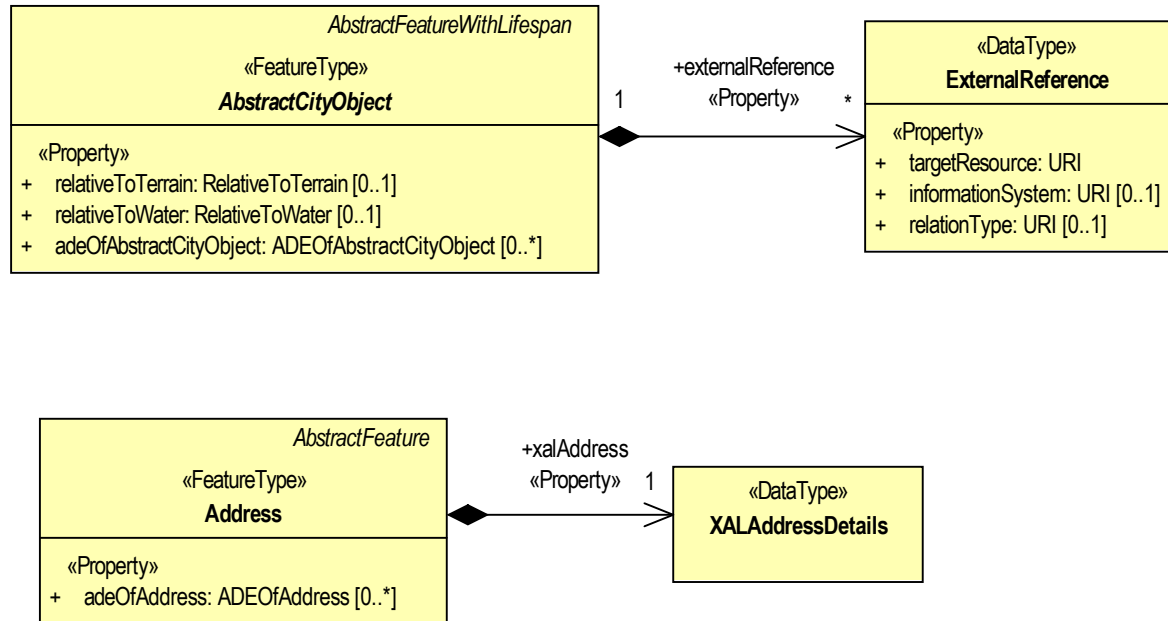 AbstractFeatureWithLifespan
«FeatureType»
AbstractCityObject
«Property»
+ relativeToTerrain: RelativeToTerrain [0..1]
+ relativeToWater: RelativeToWater [0..1]
+ adeOfAbstractCityObject: ADEOfAbstractCityObject [0..*]
+externalReference
1 «Property» *
«DataType»
ExternalReference
«Property»
+ targetResource: URI
+ informationSystem: URI [0..1]
+ relationType: URI [0..1]
AbstractFeature
«FeatureType»
Address
«Property»
+ adeOfAddress: ADEOfAddress [0..*]
+xalAddress
«Property» 1
«DataType»
XALAddressDetails